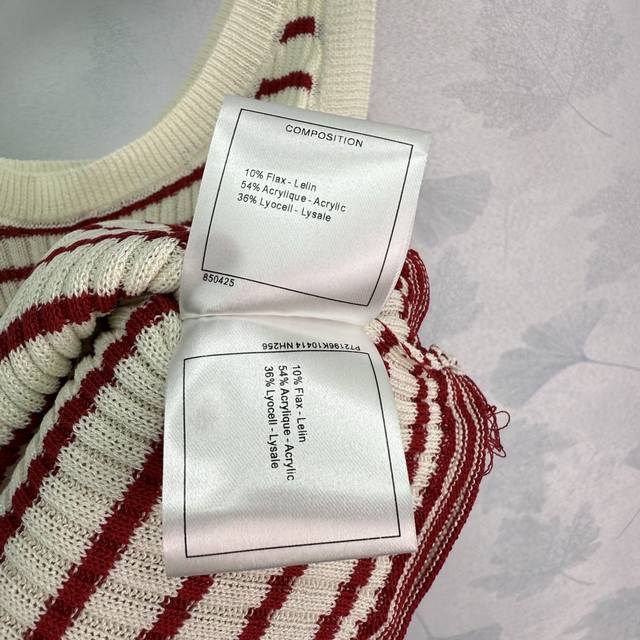 COMPOSITION
10% Flax - Lelin
54% Acrylique - Acrylic
36% Lyocell - Lysale
850425
P72196K10414 NH256
10% Flax - Lelin
54% Acrylique - Acrylic
36% Lyocell - Lysale